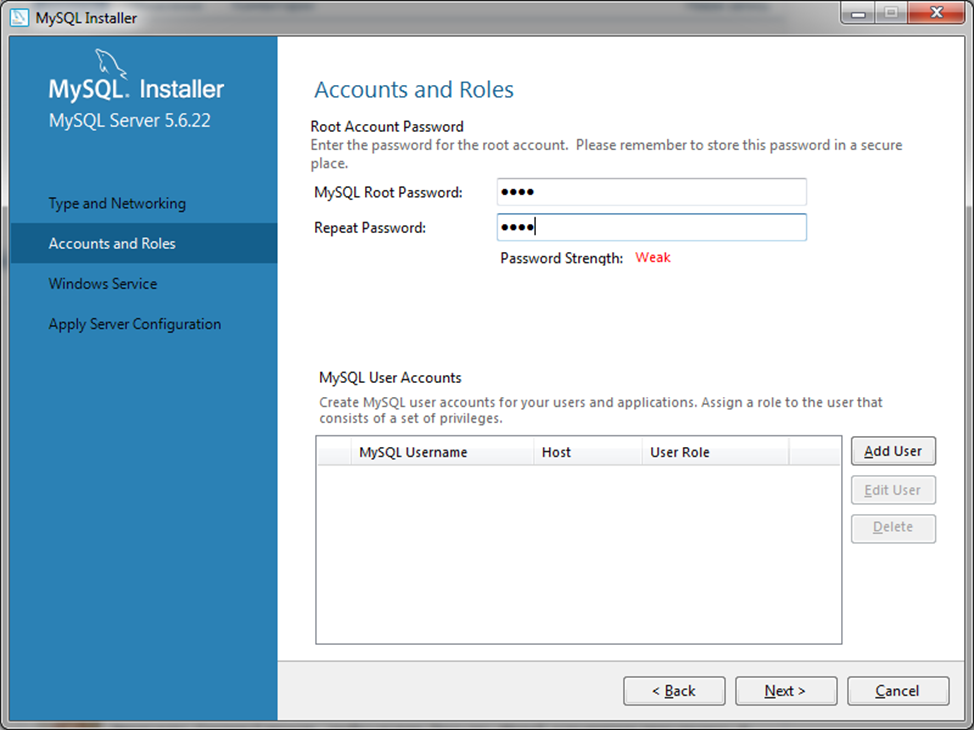 MySQL Installer
MySQL. Installer
MySQL Server 5.6.22
Type and Networking
Accounts and Roles
Windows Service
Apply Server Configuration
Accounts and Roles
Root Account Password
Enter the password for the root account.  Please remember to store this password in a secure
place.
MySQL Root Password: ●●●●
Repeat Password: ●●●●
Password Strength: Weak
MySQL User Accounts
Create MySQL user accounts for your users and applications. Assign a role to the user that
consists of a set of privileges.
MySQL Username Host User Role
Add User
Edit User
Delete
< Back Next > Cancel